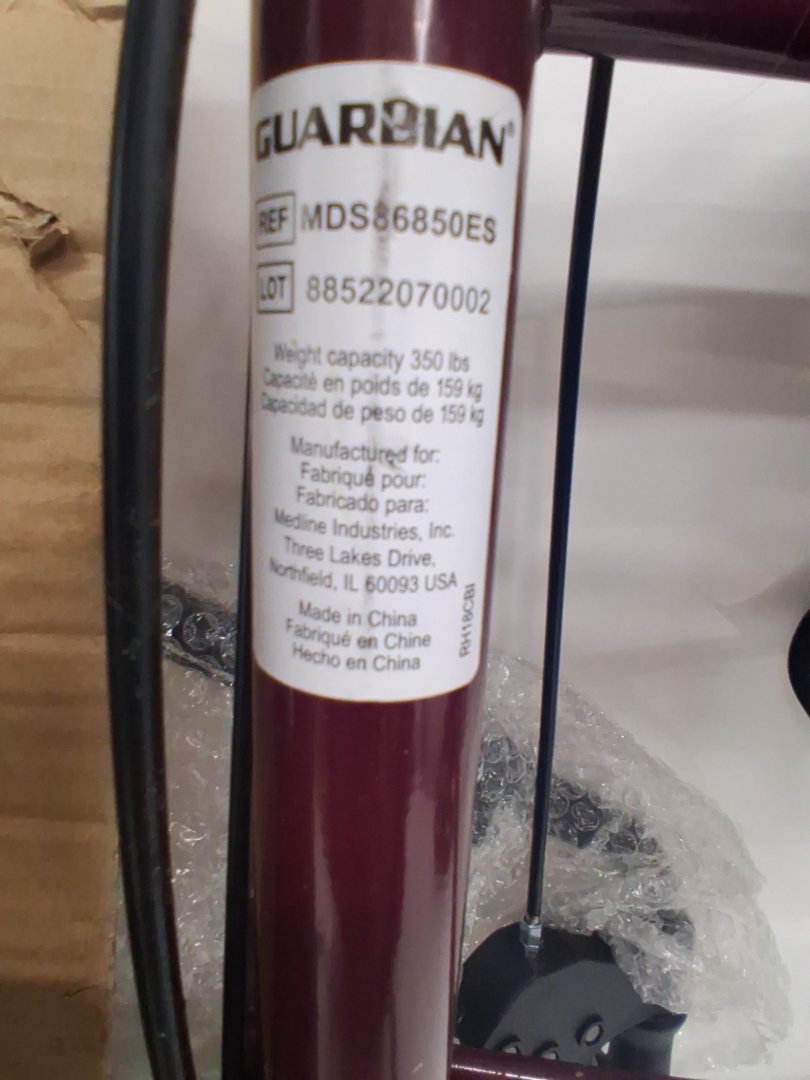 GUARDIAN®
REF MDS86850ES
LOT 88522070002
Weight capacity 350 lbs
Capacité en poids de 159 kg
Capacidad de peso de 159 kg
Manufactured for:
Fabriqué pour:
Fabricado para:
Medline Industries, Inc.
Three Lakes Drive,
Northfield, IL 60093 USA
Made in China
Fabriqué en Chine
Hecho en China
RH18CBI